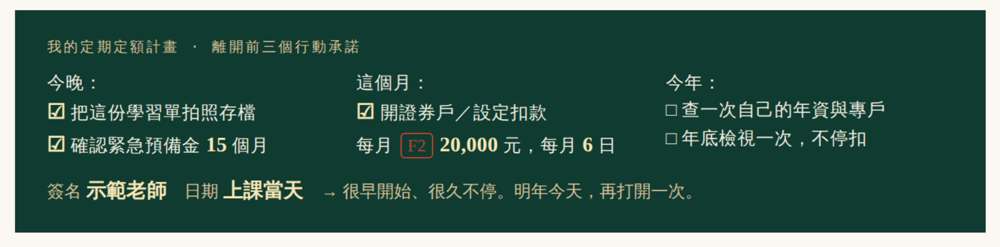 我的定期定額計畫 · 離開前三個行動承諾
今晚：
☑ 把這份學習單拍照存檔
☑ 確認緊急預備金 15 個月
這個月：
☑ 開證券戶／設定扣款
每月 F2 20,000 元，每月 6 日
今年：
□ 查一次自己的年資與專戶
□ 年底檢視一次，不停扣
簽名 示範老師 日期 上課當天 → 很早開始、很久不停。明年今天，再打開一次。